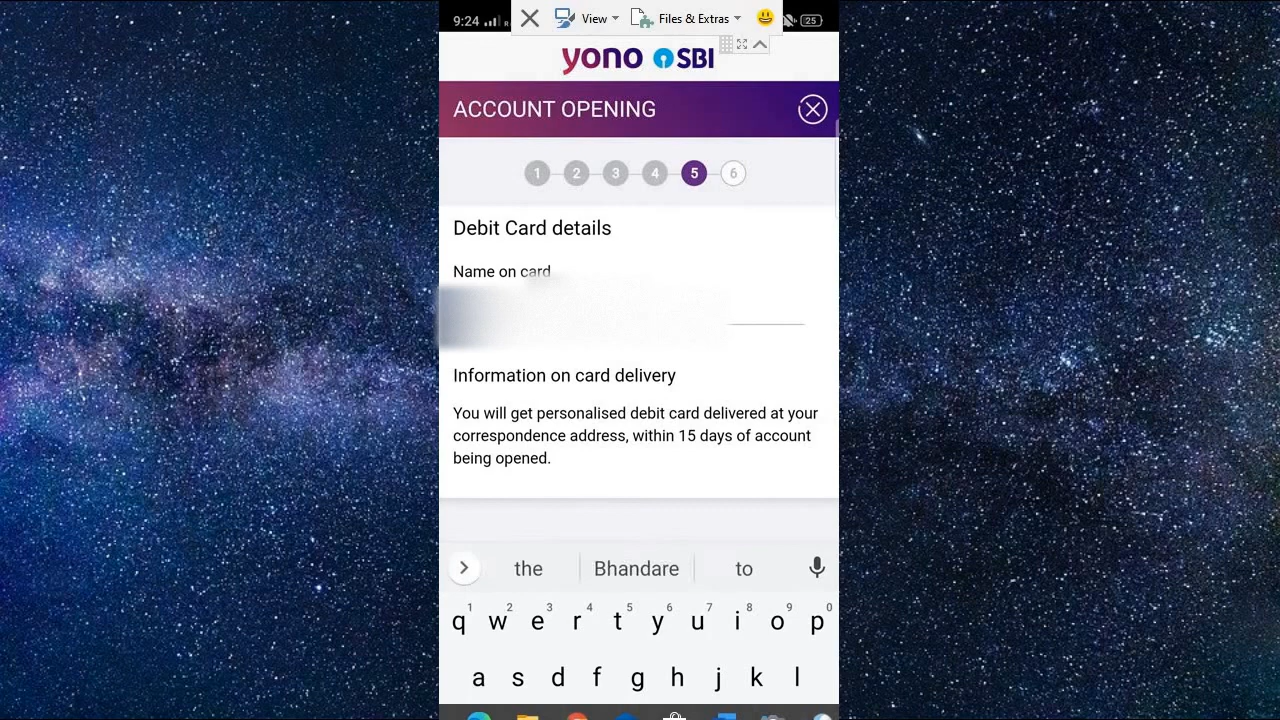 9:24
View
Files & Extras
25
yono SBI
ACCOUNT OPENING
1 2 3 4 5 6
Debit Card details
Name on card
Information on card delivery
You will get personalised debit card delivered at your
correspondence address, within 15 days of account
being opened.
the Bhandare to
1 2 3 4 5 6 7 8 9 0
q w e r t y u i o p
a s d f g h j k l